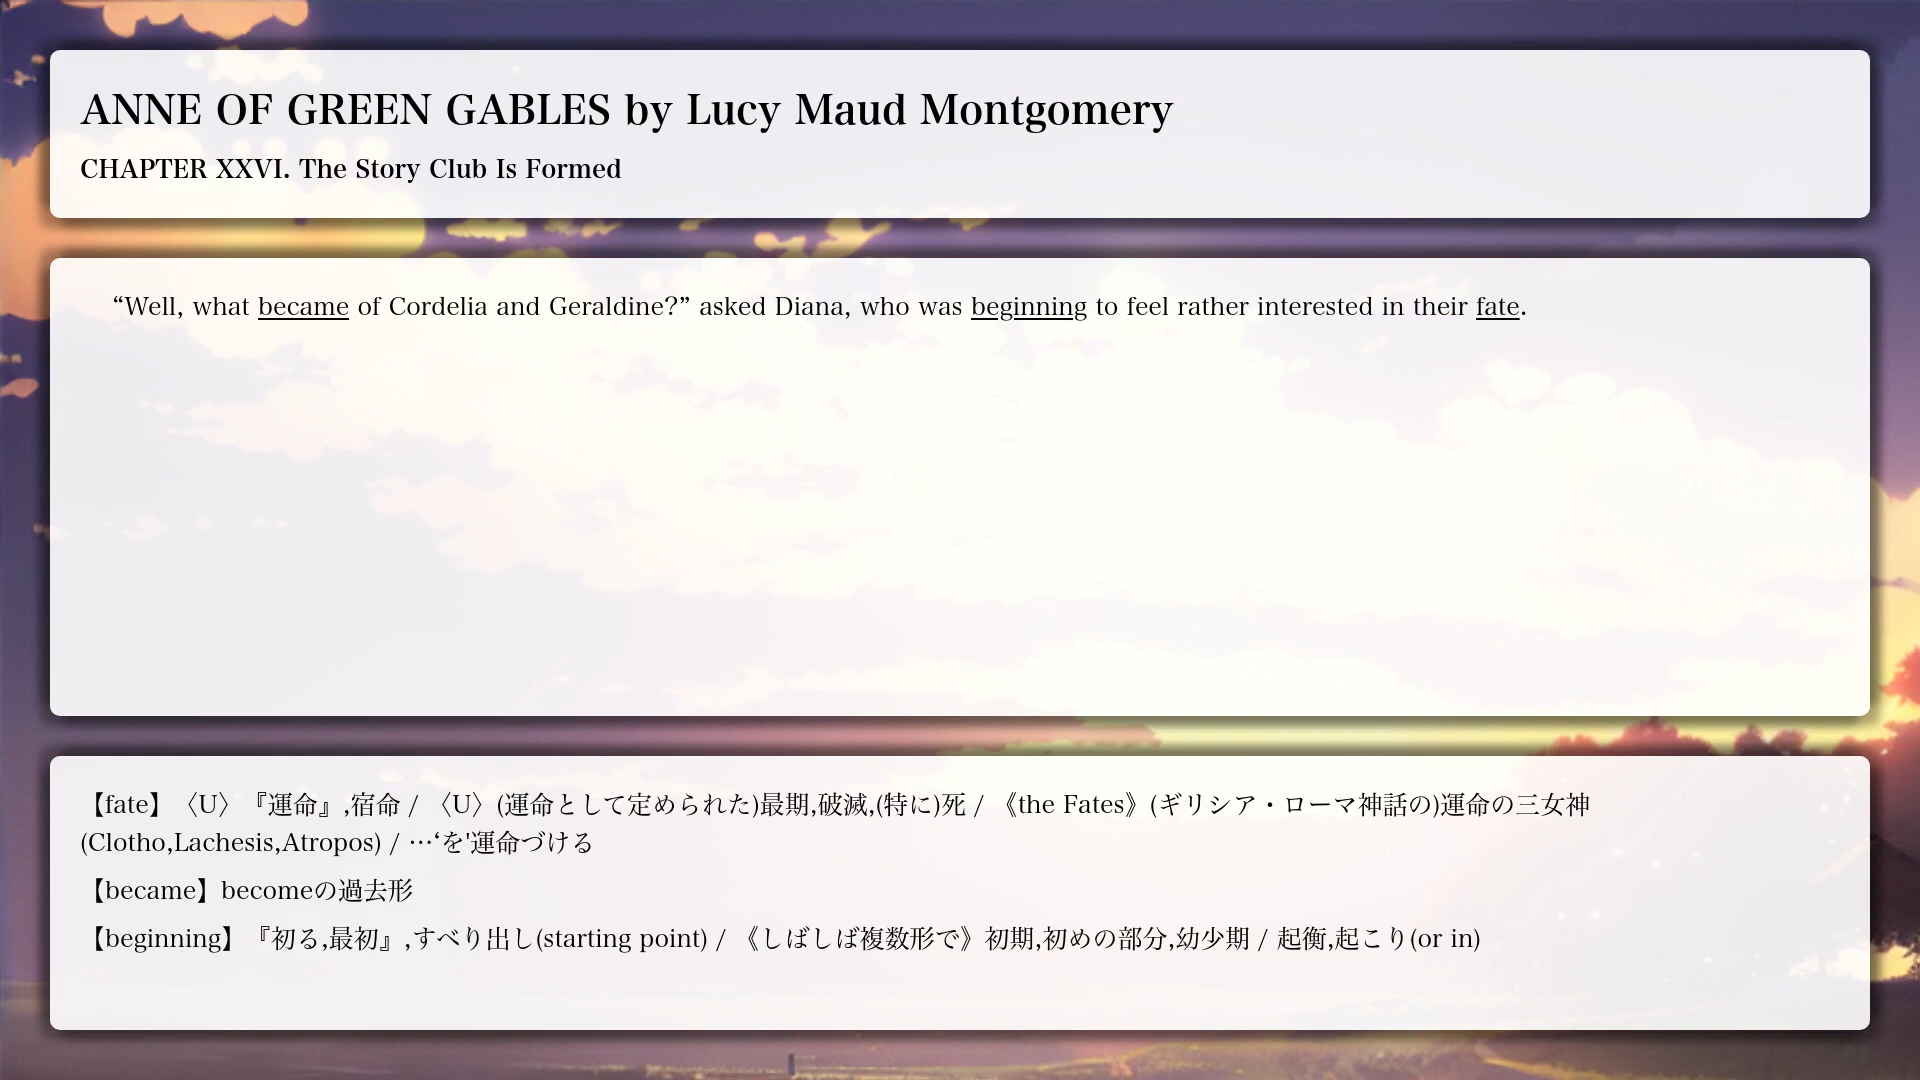 ANNE OF GREEN GABLES by Lucy Maud Montgomery
CHAPTER XXVI. The Story Club Is Formed
“Well, what became of Cordelia and Geraldine?” asked Diana, who was beginning to feel rather interested in their fate.
【fate】〈U〉『運命』,宿命 / 〈U〉(運命として定められた)最期,破滅,(特に)死 / 《the Fates》(ギリシア・ローマ神話の)運命の三女神
(Clotho,Lachesis,Atropos) / …‘を'運命づける
【became】becomeの過去形
【beginning】『初る,最初』,すべり出し(starting point) / 《しばしば複数形で》初期,初めの部分,幼少期 / 起衡,起こり(or in)